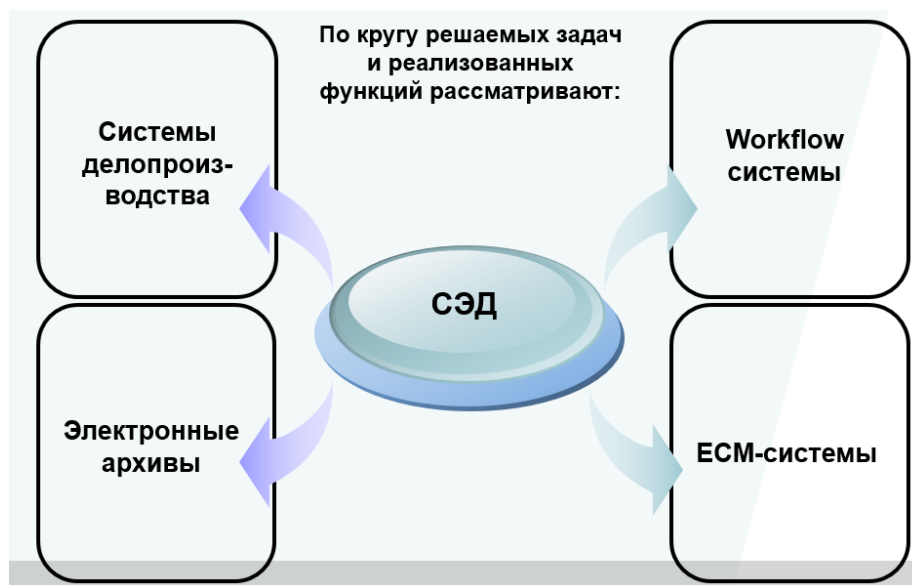 По кругу решаемых задач
и реализованных
функций рассматривают:
Системы
делопроиз-
водства
Workflow
системы
СЭД
Электронные
архивы
ECM-системы